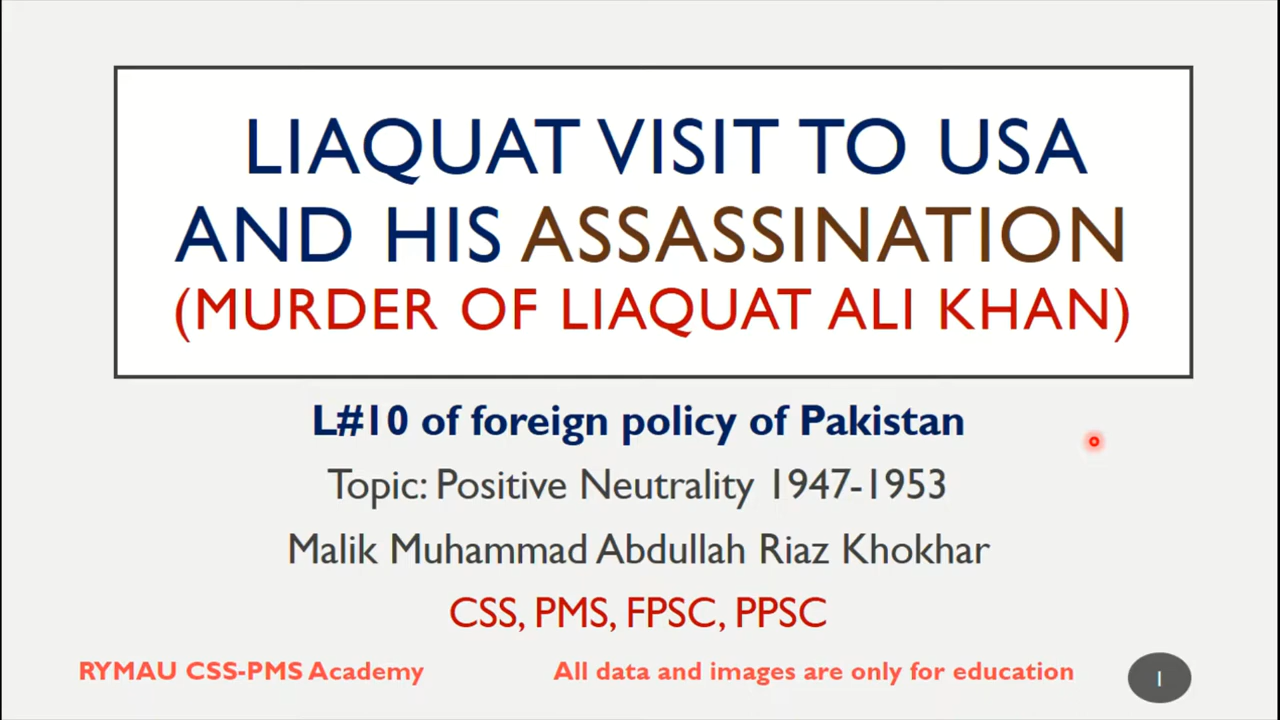 LIAQUAT VISIT TO USA
AND HIS ASSASSINATION
(MURDER OF LIAQUAT ALI KHAN)
L#10 of foreign policy of Pakistan
Topic: Positive Neutrality 1947-1953
Malik Muhammad Abdullah Riaz Khokhar
CSS, PMS, FPSC, PPSC
RYMAU CSS-PMS Academy
All data and images are only for education
1